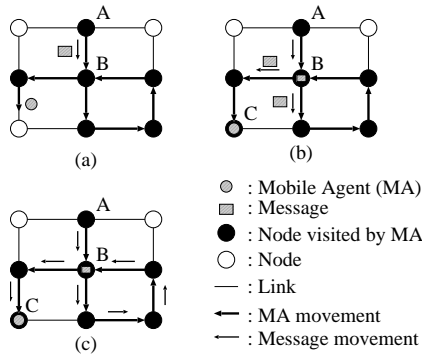 A
B
(a)
A
B
C
(b)
A
B
C
(c)
: Mobile Agent (MA)
: Message
: Node visited by MA
: Node
: Link
: MA movement
: Message movement